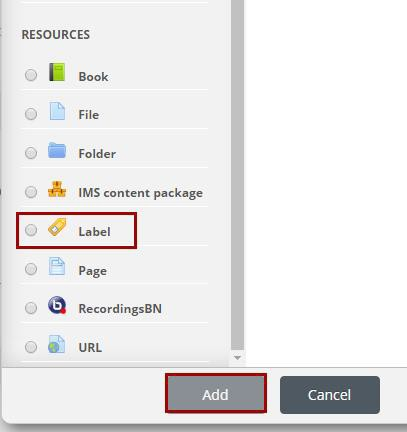 RESOURCES
Book
File
Folder
IMS content package
Label
Page
RecordingsBN
URL
Add
Cancel